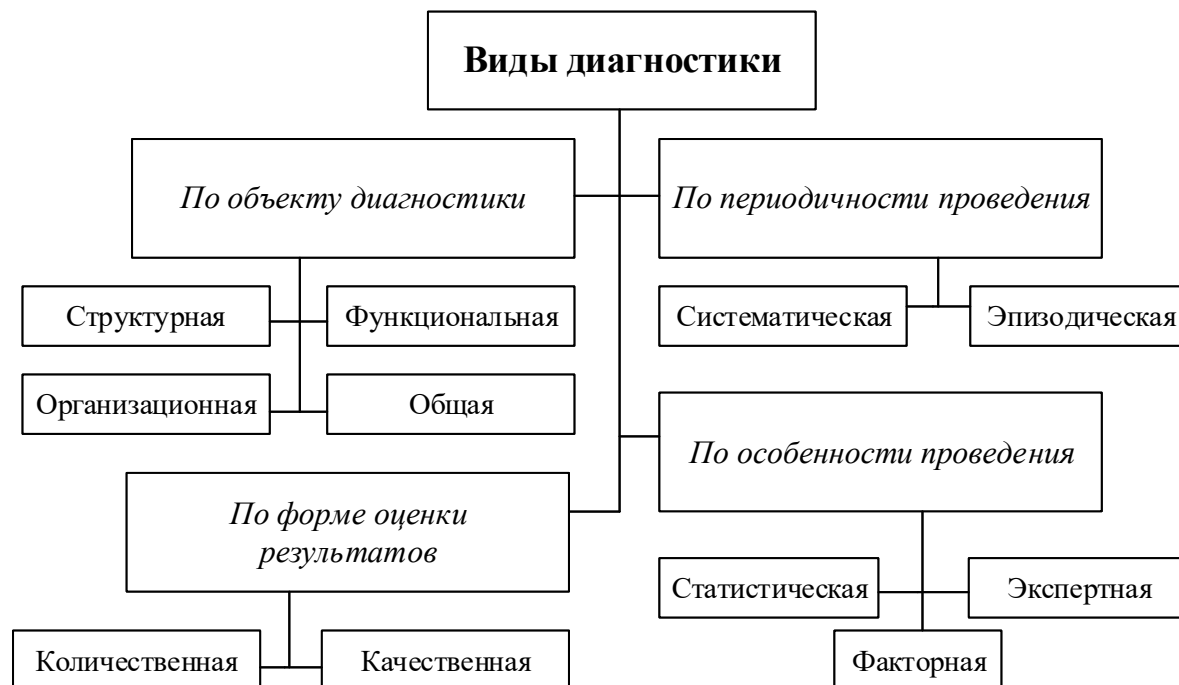 Виды диагностики
По объекту диагностики
По периодичности проведения
Структурная
Функциональная
Систематическая
Эпизодическая
Организационная
Общая
По особенности проведения
По форме оценки
результатов
Статистическая
Экспертная
Количественная
Качественная
Факторная